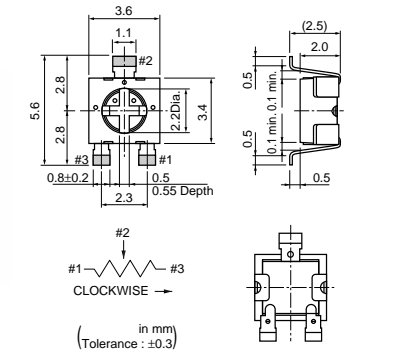 3.6
(2.5)
1.1
2.0
#2
0.5
0.1 min.
0.1 min.
5.6
2.8
2.8
2.2Dia.
3.4
#3
#1
0.5
0.8±0.2
0.5
0.55 Depth
2.3
0.5
#2
#1
#3
CLOCKWISE
( in mm
Tolerance : ±0.3)